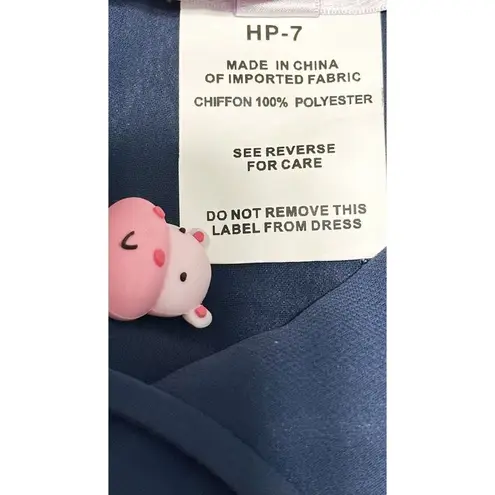 HP-7
MADE IN CHINA
OF IMPORTED FABRIC
CHIFFON 100% POLYESTER
SEE REVERSE
FOR CARE
DO NOT REMOVE THIS
LABEL FROM DRESS